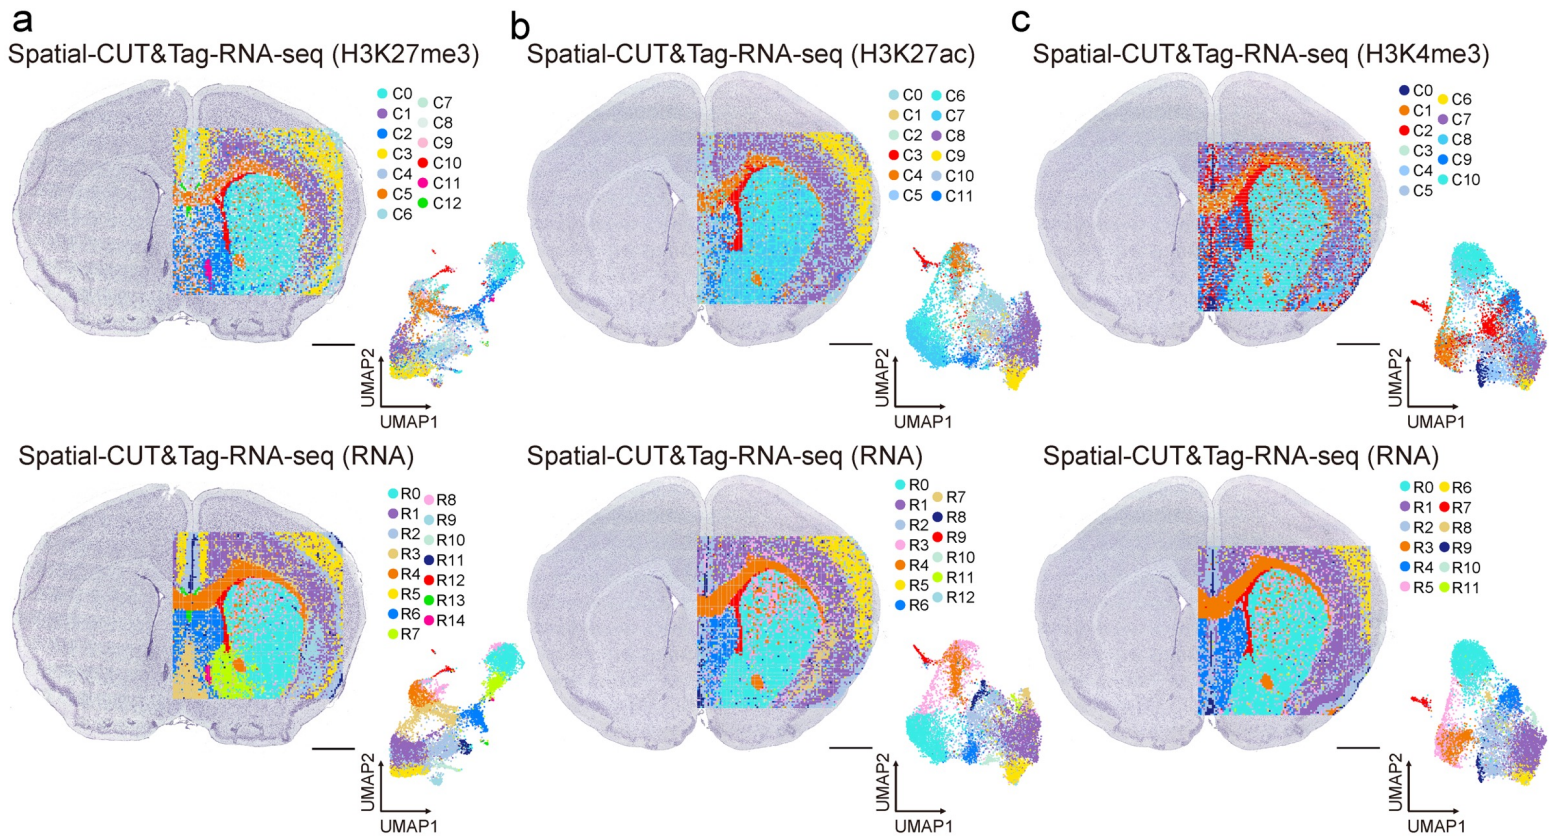 a
Spatial-CUT&Tag-RNA-seq (H3K27me3)
C0
C1
C2
C3
C4
C5
C6
C7
C8
C9
C10
C11
C12
UMAP2
UMAP1
b
Spatial-CUT&Tag-RNA-seq (H3K27ac)
C0
C1
C2
C3
C4
C5
C6
C7
C8
C9
C10
C11
UMAP2
UMAP1
c
Spatial-CUT&Tag-RNA-seq (H3K4me3)
C0
C1
C2
C3
C4
C5
C6
C7
C8
C9
C10
UMAP2
UMAP1
Spatial-CUT&Tag-RNA-seq (RNA)
R0
R1
R2
R3
R4
R5
R6
R7
R8
R9
R10
R11
R12
R13
R14
UMAP2
UMAP1
Spatial-CUT&Tag-RNA-seq (RNA)
R0
R1
R2
R3
R4
R5
R6
R7
R8
R9
R10
R11
R12
UMAP2
UMAP1
Spatial-CUT&Tag-RNA-seq (RNA)
R0
R1
R2
R3
R4
R5
R6
R7
R8
R9
R10
R11
UMAP2
UMAP1